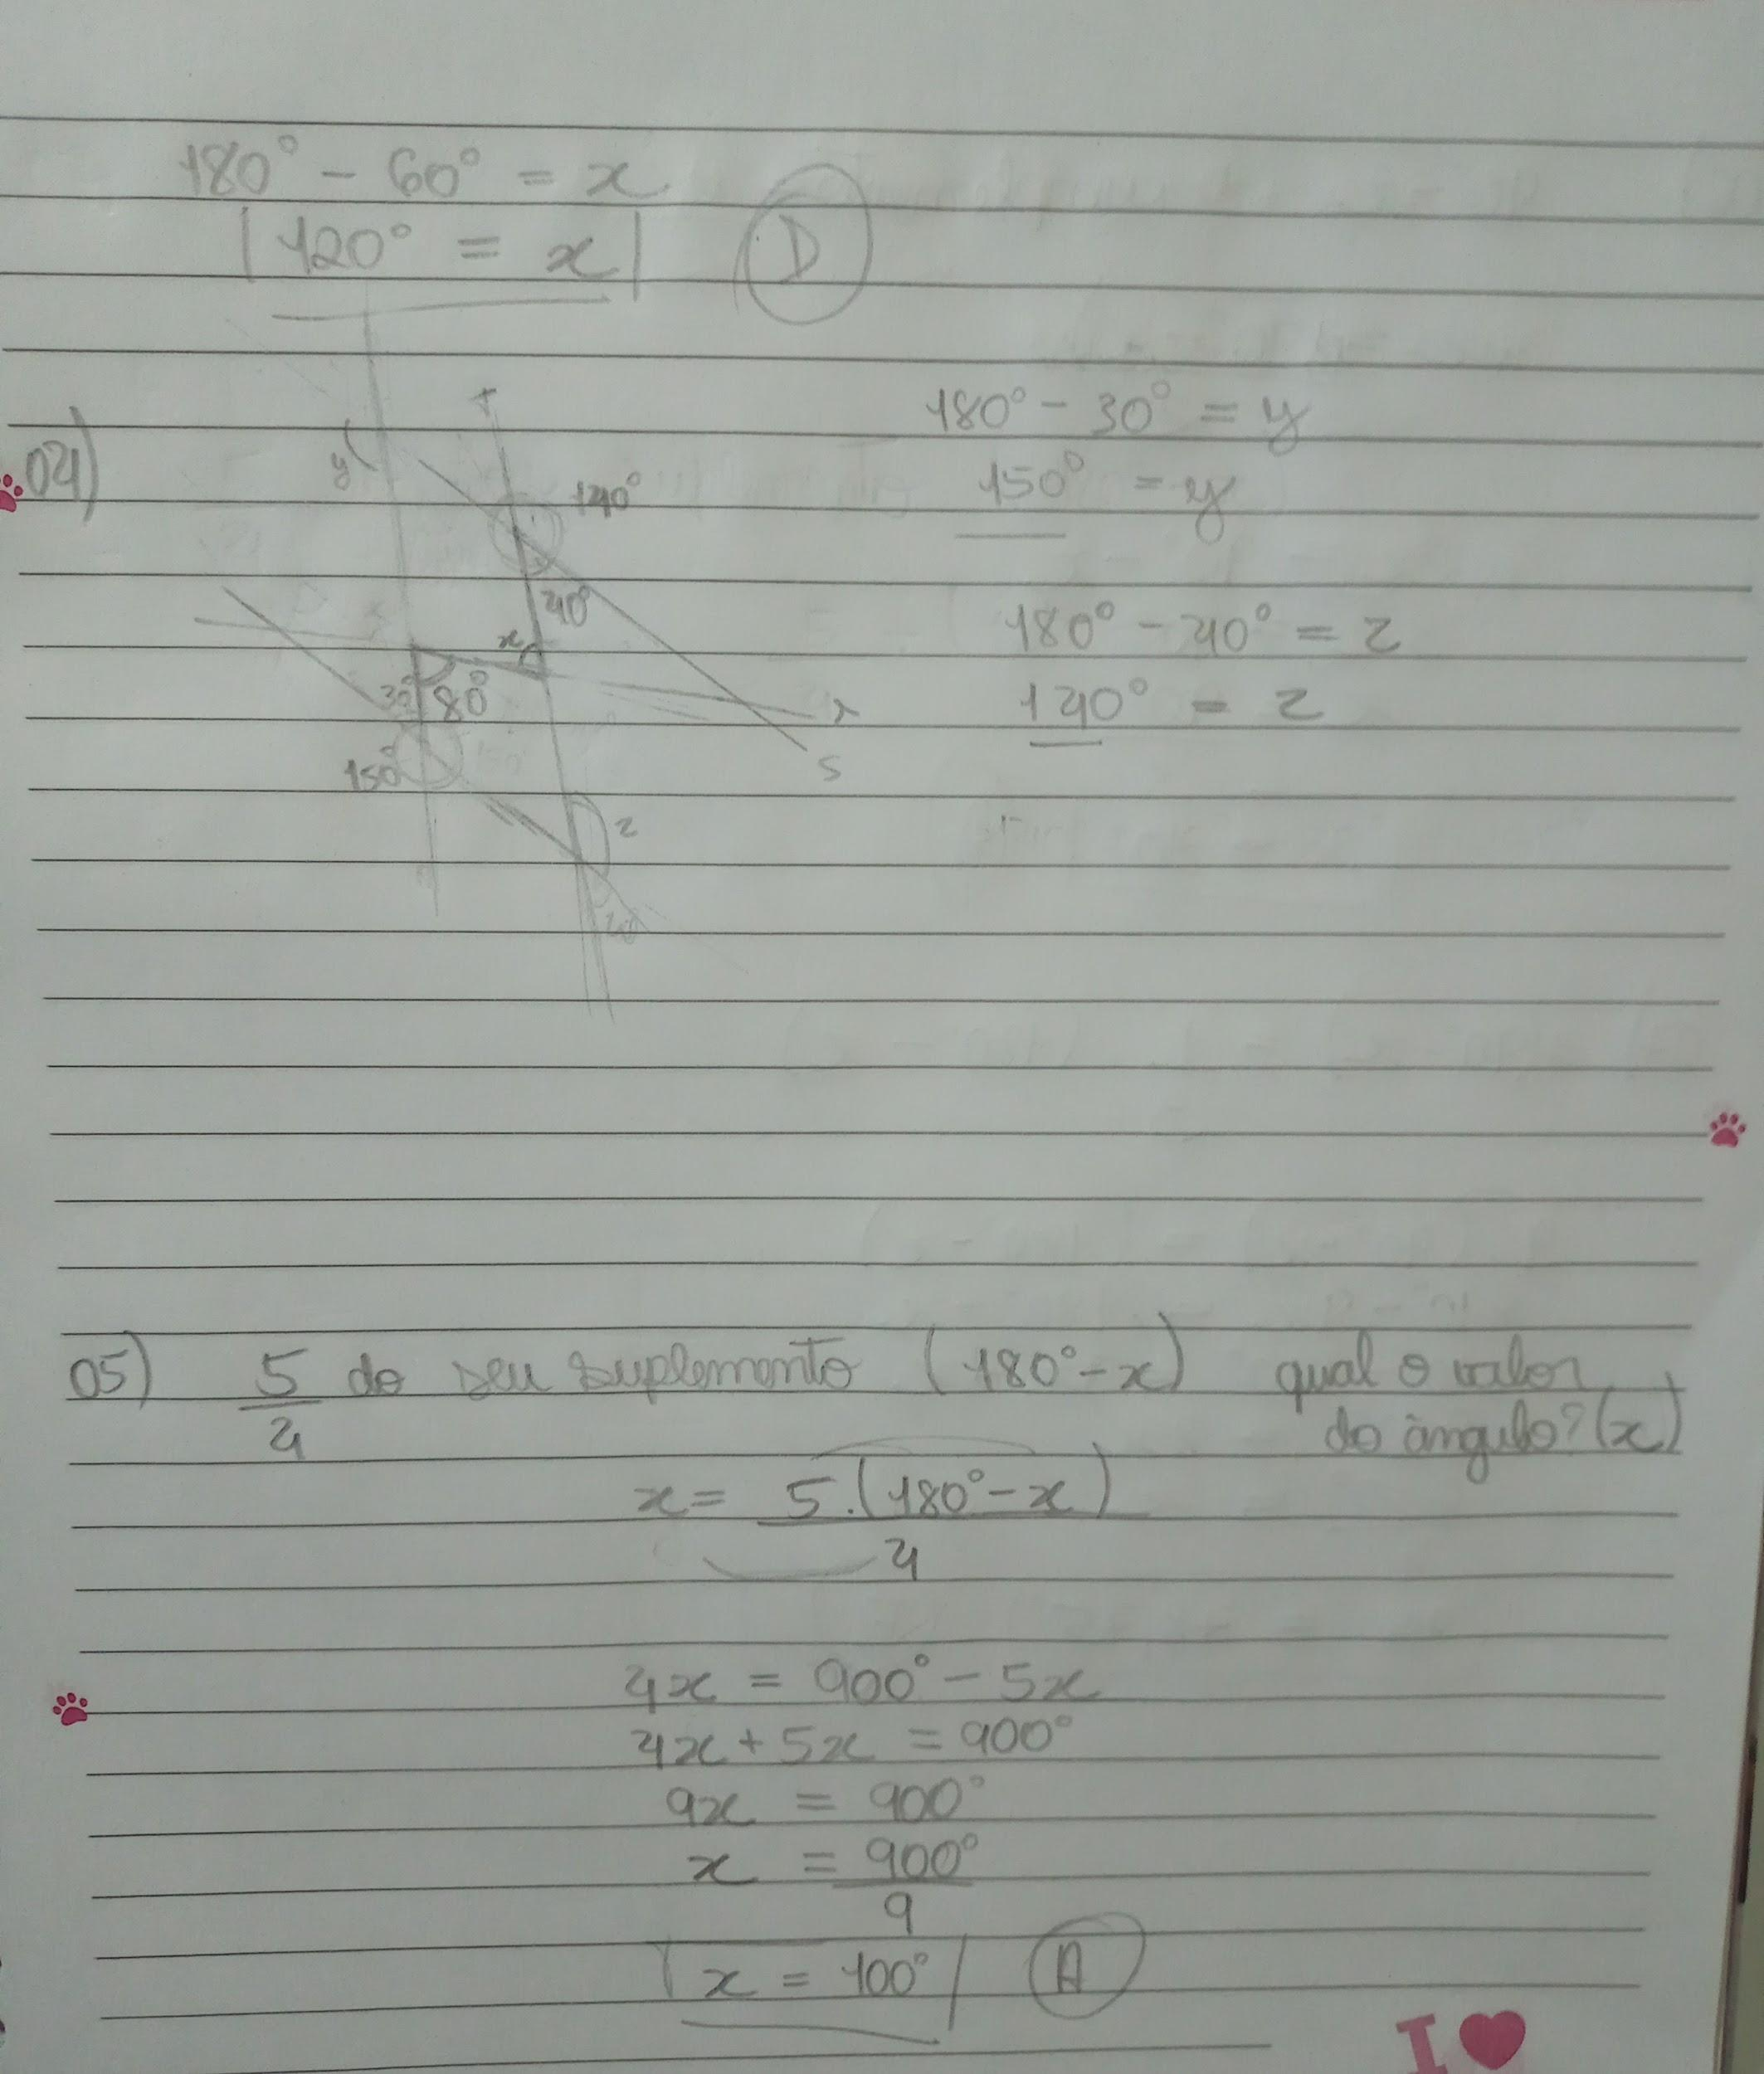 180° - 60° = x
120° = x D
04)
t
y
140°
40°
x
30° 80°
r
s
150°
z
180° - 30° = y
150° = y
180° - 40° = z
140° = z
05) 5/4 do seu suplemento (180° - x) qual o valor
do ângulo? (x)
x = 5.(180° - x)
4
4x = 900° - 5x
4x + 5x = 900°
9x = 900°
x = 900°
9
x = 100° A
I